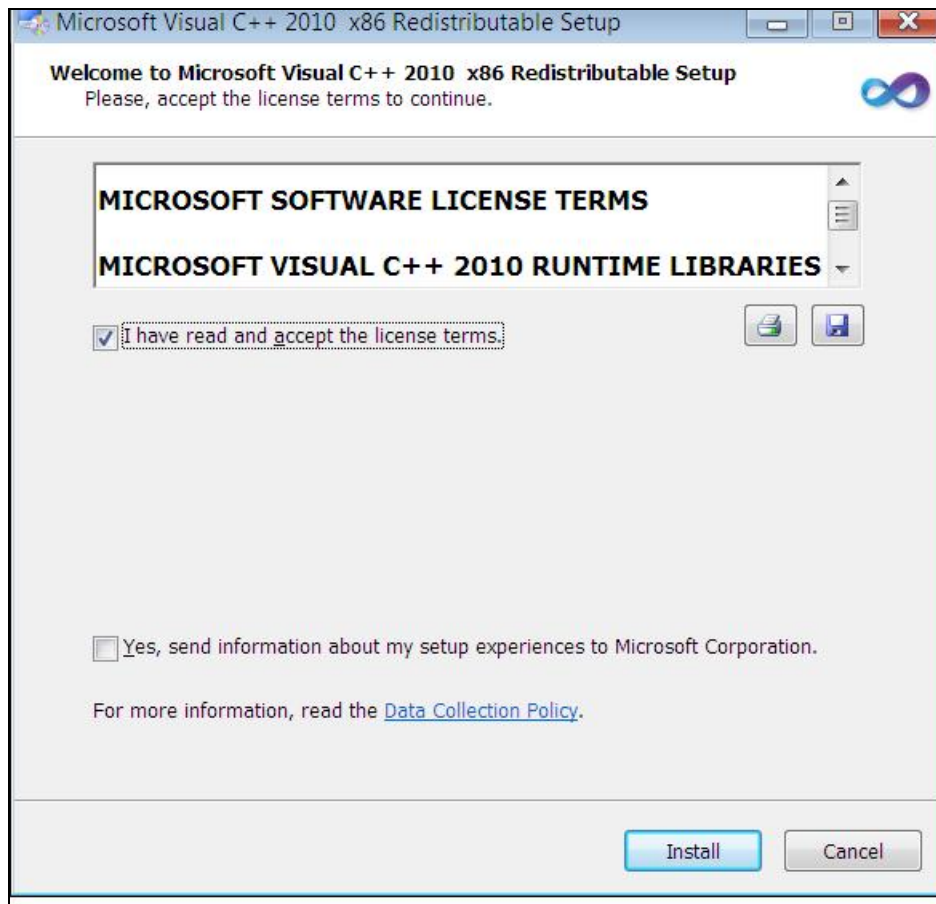 Microsoft Visual C++ 2010 x86 Redistributable Setup
Welcome to Microsoft Visual C++ 2010 x86 Redistributable Setup
Please, accept the license terms to continue.
MICROSOFT SOFTWARE LICENSE TERMS
MICROSOFT VISUAL C++ 2010 RUNTIME LIBRARIES
I have read and accept the license terms.
Yes, send information about my setup experiences to Microsoft Corporation.
For more information, read the Data Collection Policy.
Install Cancel